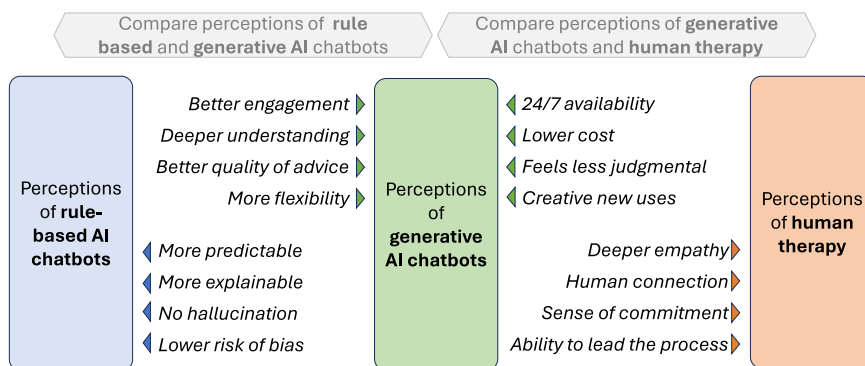 Compare perceptions of rule
based and generative AI chatbots
Compare perceptions of generative
AI chatbots and human therapy
Perceptions
of rule-
based AI
chatbots
Better engagement
Deeper understanding
Better quality of advice
More flexibility
More predictable
More explainable
No hallucination
Lower risk of bias
Perceptions
of
generative
AI chatbots
24/7 availability
Lower cost
Feels less judgmental
Creative new uses
Deeper empathy
Human connection
Sense of commitment
Ability to lead the process
Perceptions
of human
therapy